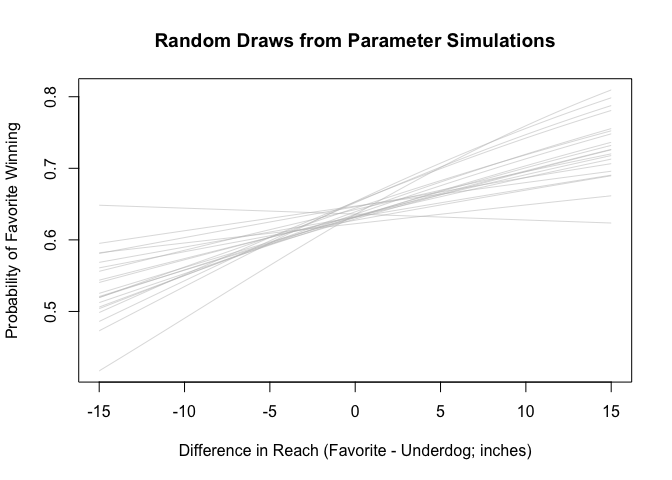 Random Draws from Parameter Simulations
Probability of Favorite Winning
0.8
0.7
0.6
0.5
-15 -10 -5 0 5 10 15
Difference in Reach (Favorite - Underdog; inches)